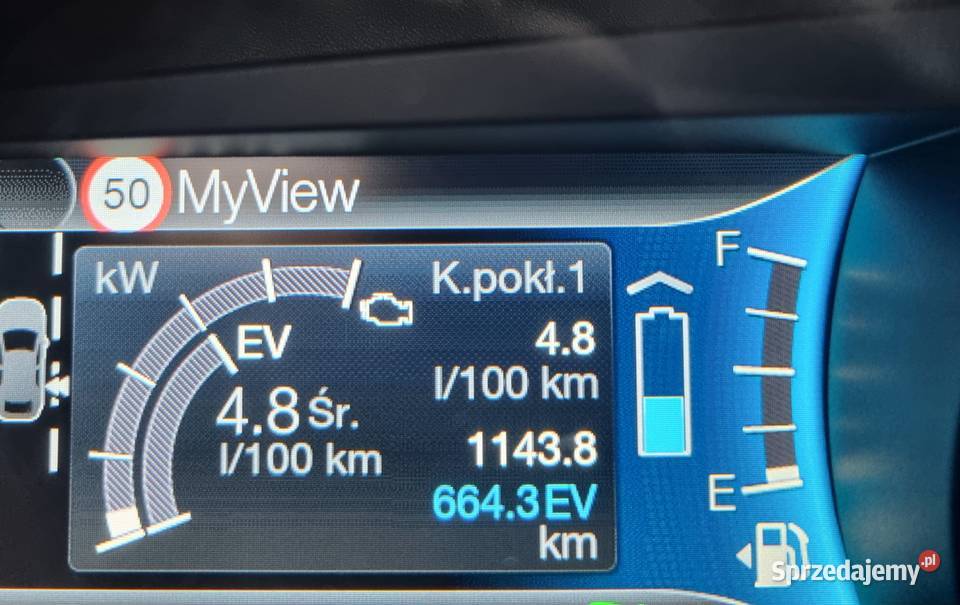 50 MyView
kW
K.pokł.1
EV
4.8
l/100 km
4.8 Śr.
l/100 km
1143.8
664.3 EV
km
F
E
Sprzedajemy.pl